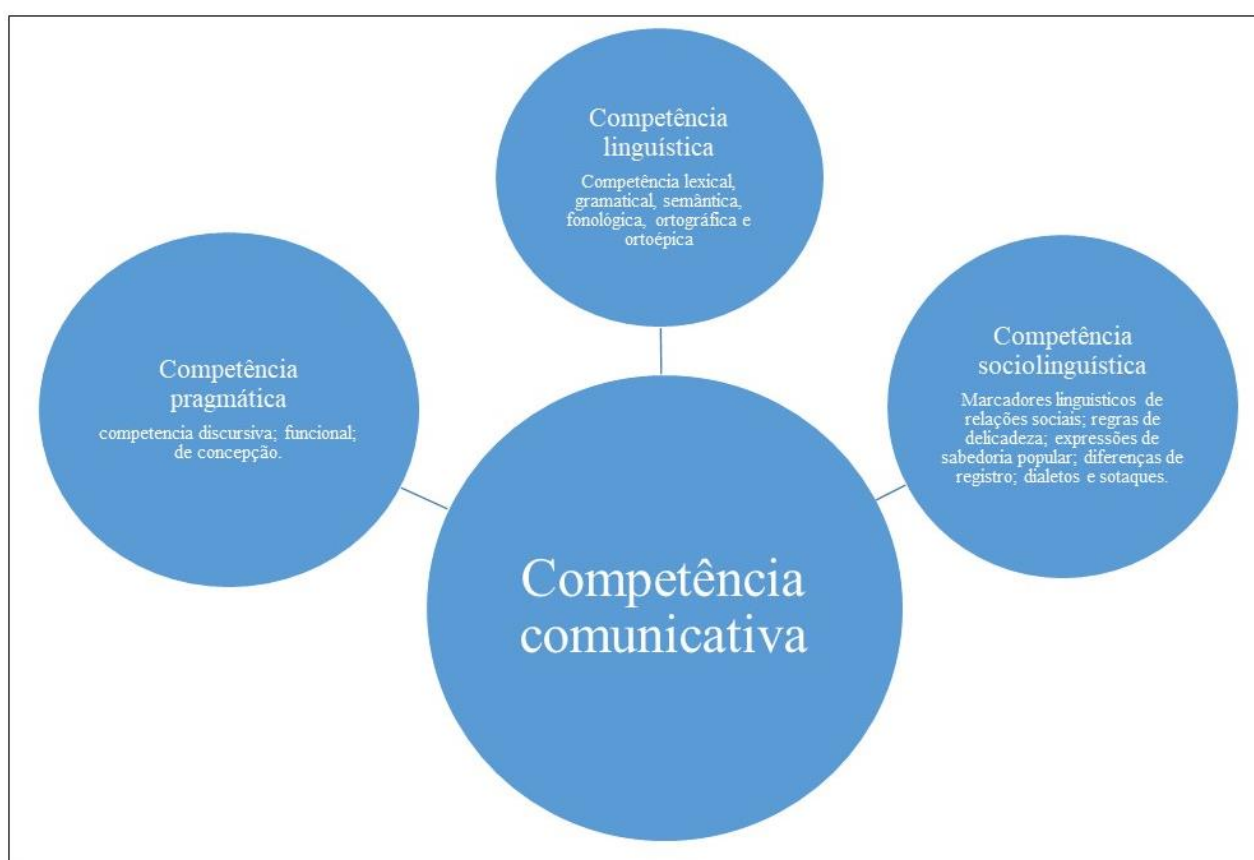 Competência
linguística
Competência lexical,
gramatical, semântica,
fonológica, ortográfica e
ortoépica
Competência
pragmática
competencia discursiva; funcional;
de concepção.
Competência
sociolinguística
Marcadores linguisticos de
relações sociais; regras de
delicadeza; expressões de
sabedoria popular; diferenças de
registro; dialetos e sotaques.
Competência
comunicativa